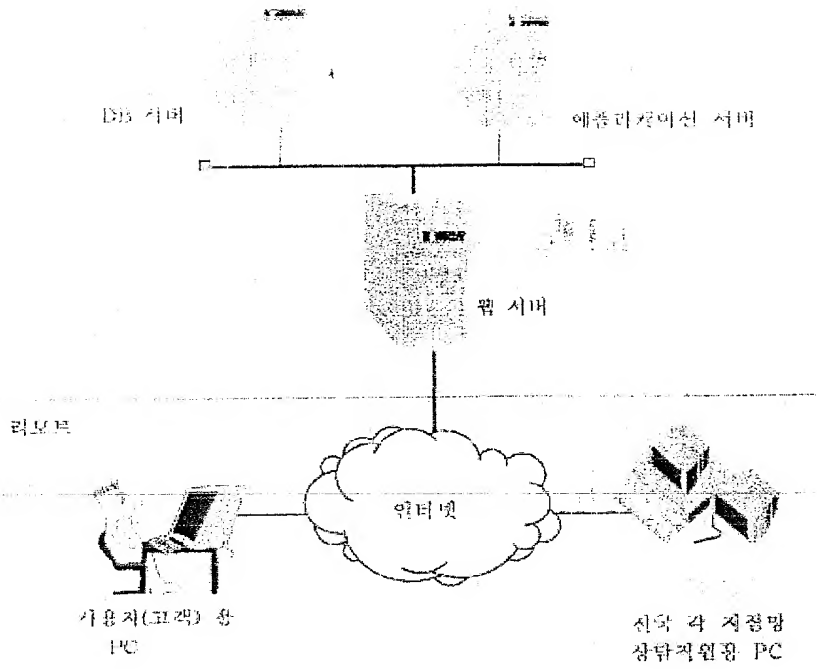 DB 서버
애플리케이션 서버
웹 서버
리모트
인터넷
사용자(고객) 용
PC
전국 각 지점망
상담직원용 PC